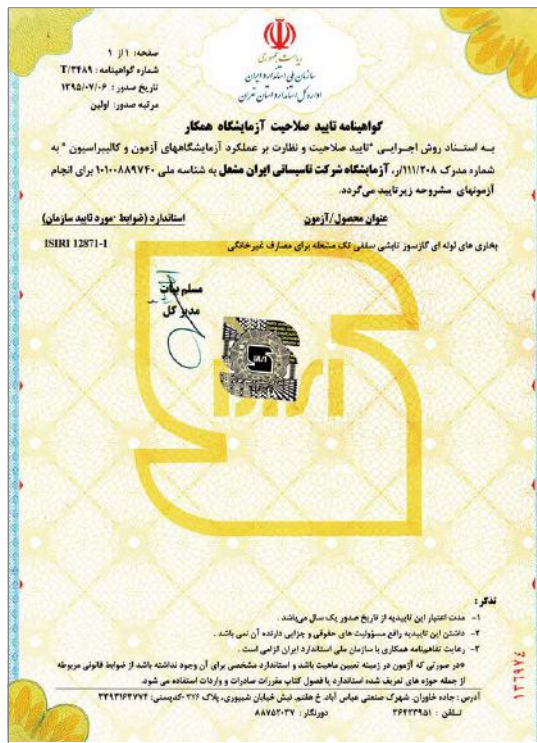 صفحه: ۱ از ۱
شماره گواهینامه: T/۳۴۸۹
تاریخ صدور: ۱۳۹۵/۰۷/۰۶
مرتبه صدور: اولین
ریاست جمهوری
سازمان ملی استاندارد ایران
اداره کل استاندارد استان تهران
گواهینامه تایید صلاحیت آزمایشگاه همکار
به استناد روش اجرایی "تایید صلاحیت و نظارت بر عملکرد آزمایشگاههای آزمون و کالیبراسیون" به
شماره مدرک ۱۱۱/۲۰۸/ر، آزمایشگاه شرکت تاسیساتی ایران مشعل به شناسه ملی ۱۰۱۰۰۸۸۹۷۴۰ برای انجام
آزمونهای مشروحه زیر تایید می گردد.
عنوان محصول/آزمون استاندارد (ضوابط مورد تایید سازمان)
بخاری های لوله ای گازسوز تابشی سقفی تک مشعله برای مصارف غیرخانگی ISIRI 12871-1
مسلم بیات
مدیر کل
ISIRI
تذکر:
۱- مدت اعتبار این تاییدیه از تاریخ صدور یک سال می‌باشد.
۲- داشتن این تاییدیه رافع مسؤولیت های حقوقی و جزایی دارنده آن نمی باشد.
۳- رعایت تفاهمنامه همکاری با سازمان ملی استاندارد ایران الزامی است.
*در صورتی که آزمون در زمینه تعیین ماهیت باشد و استاندارد مشخصی برای آن وجود نداشته باشد از ضوابط قانونی مربوطه
از جمله حوزه های تعریف شده استاندارد یا فصول کتاب مقررات صادرات و واردات استفاده می شود.
آدرس: جاده خاوران، شهرک صنعتی عباس آباد، خ هفتم، نبش خیابان شیپوری، پلاک ۳۷۶ - کدپستی: ۳۳۹۳۱۶۴۷۷۴
تلفن: ۳۶۴۲۳۹۵۱ دورنگار: ۸۸۷۵۲۰۳۷
۱۳۶۹۷۴